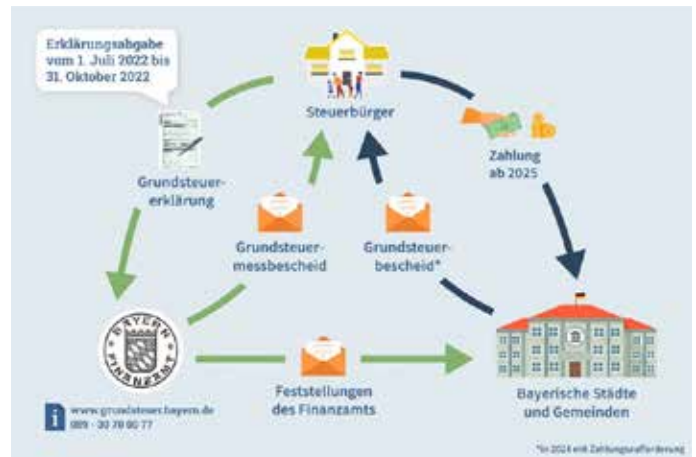 Erklärungsabgabe
vom 1. Juli 2022 bis
31. Oktober 2022
Steuerbürger
Grundsteuer-
erklärung
Zahlung
ab 2025
Grundsteuer-
messbescheid
Grundsteuer-
bescheid*
BAYERN
FINANZAMT
Feststellungen
des Finanzamts
Bayerische Städte
und Gemeinden
www.grundsteuer.bayern.de
089 - 30 70 00 77
*in 2024 mit Zahlungsaufforderung